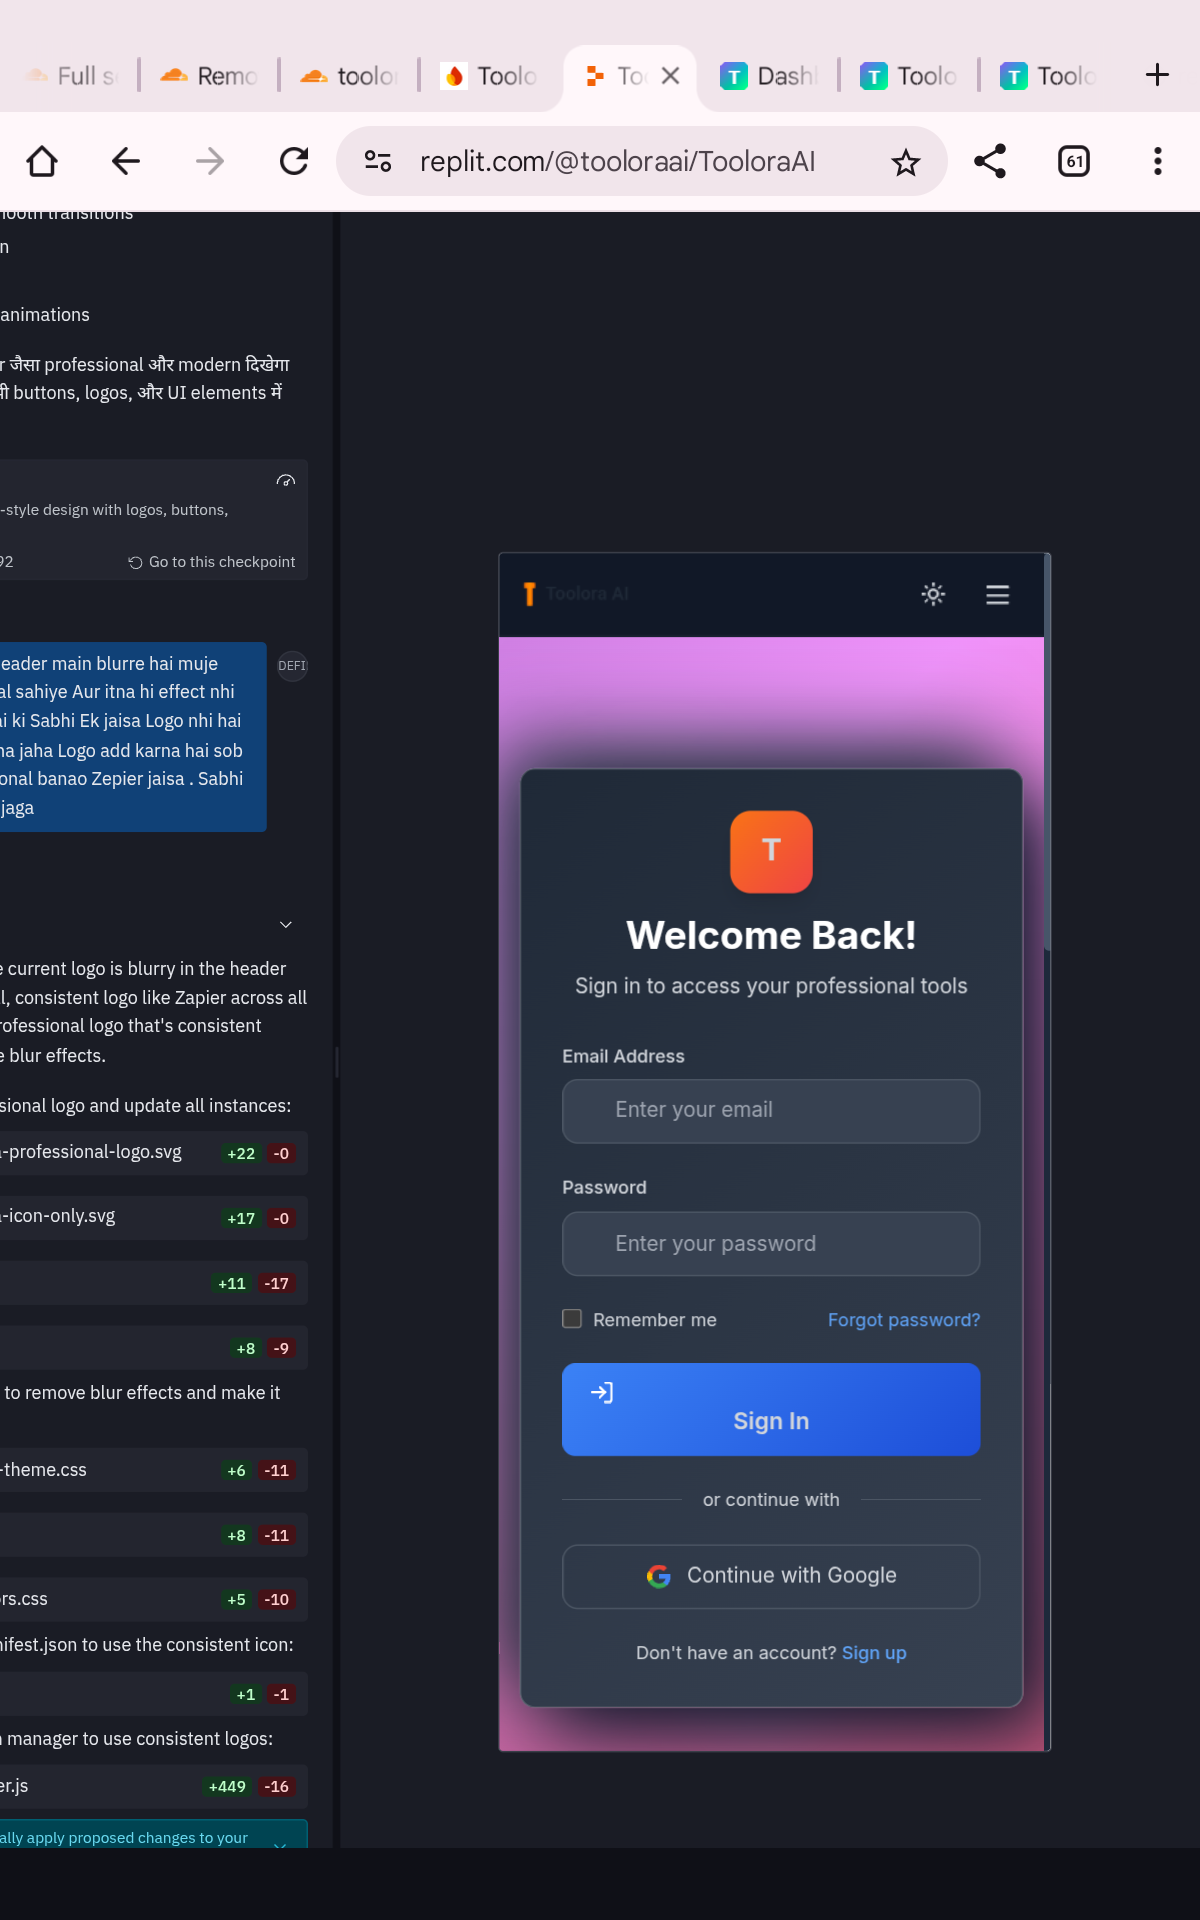 Full s
Remo
toolor
Toolo
To
T Dash
T Toolo
T Toolo
replit.com/@tooloraai/TooloraAI
61
mooth transitions
n
animations
r जैसा professional और modern दिखेगा
buttons, logos, और UI elements में
-style design with logos, buttons,
92
Go to this checkpoint
eader main blurre hai muje
al sahiye Aur itna hi effect nhi
ai ki Sabhi Ek jaisa Logo nhi hai
na jaha Logo add karna hai sob
onal banao Zepier jaisa . Sabhi
jaga
DEFI
e current logo is blurry in the header
l, consistent logo like Zapier across all
rofessional logo that's consistent
e blur effects.
sional logo and update all instances:
a-professional-logo.svg +22 -0
a-icon-only.svg +17 -0
+11 -17
+8 -9
to remove blur effects and make it
-theme.css +6 -11
+8 -11
rs.css +5 -10
nifest.json to use the consistent icon:
+1 -1
n manager to use consistent logos:
er.js +449 -16
ally apply proposed changes to your
Toolora AI
T
Welcome Back!
Sign in to access your professional tools
Email Address
Enter your email
Password
Enter your password
Remember me
Forgot password?
Sign In
or continue with
Continue with Google
Don't have an account? Sign up